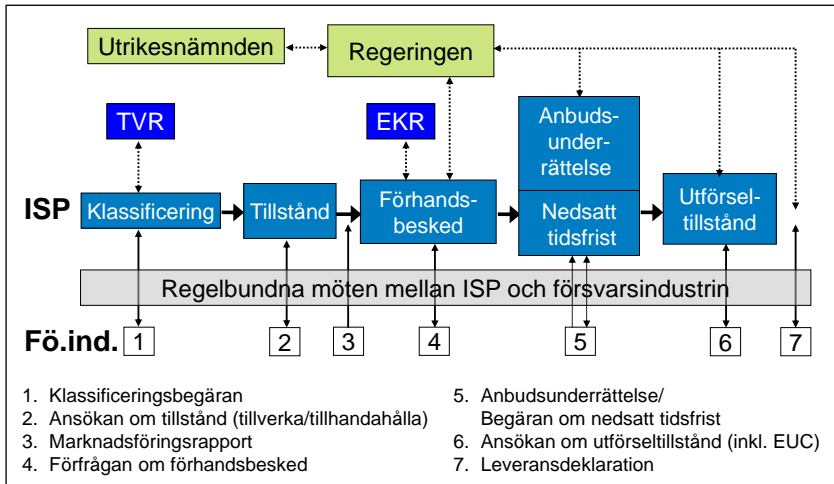 Utrikesnämnden
Regeringen
TVR
EKR
Anbuds-
under-
rättelse
ISP
Klassificering
Tillstånd
Förhands-
besked
Nedsatt
tidsfrist
Utförsel-
tillstånd
Regelbundna möten mellan ISP och försvarsindustrin
Fö.ind.
1
2
3
4
5
6
7
1. Klassificeringsbegäran
2. Ansökan om tillstånd (tillverka/tillhandahålla)
3. Marknadsföringsrapport
4. Förfrågan om förhandsbesked
5. Anbudsunderrättelse/
Begäran om nedsatt tidsfrist
6. Ansökan om utförseltillstånd (inkl. EUC)
7. Leveransdeklaration